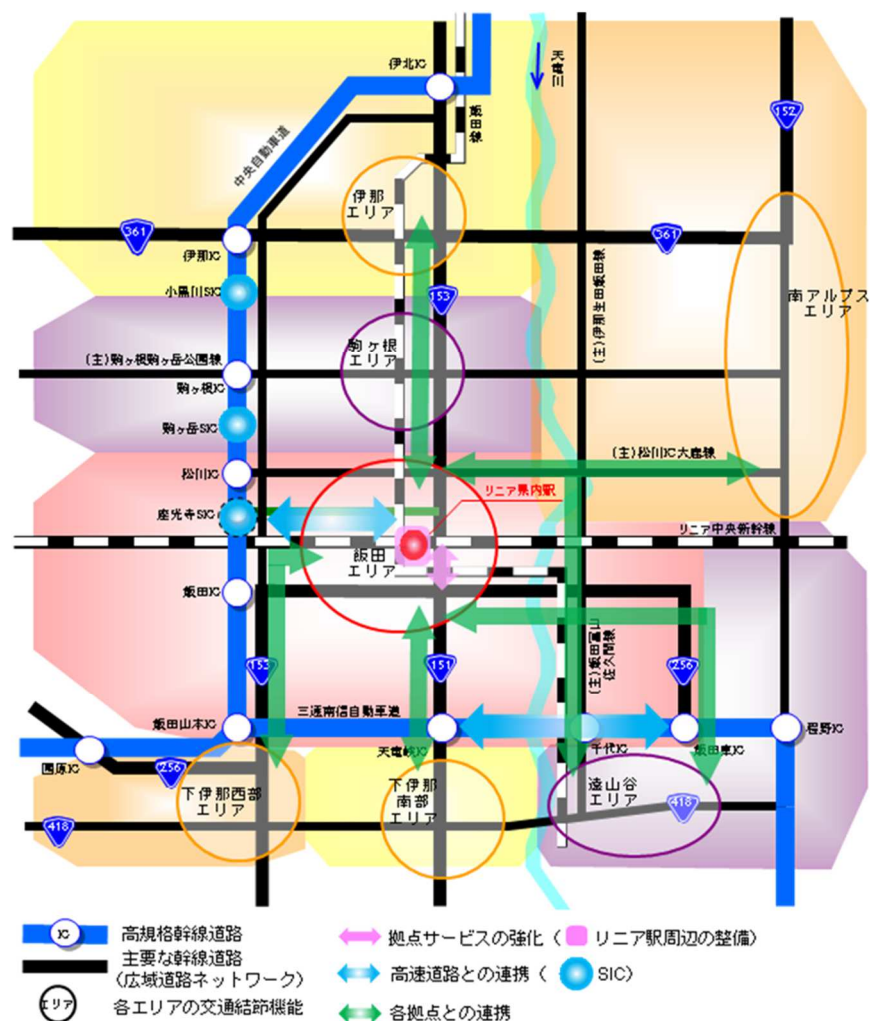 伊北IC
飯田線
天竜川
152
中央自動車道
伊那
エリア
361
361
伊那IC
小黒川SIC
153
(主)伊那生田飯田線
南アルプス
エリア
駒ヶ根
エリア
(主)駒ヶ根駒ヶ岳公園線
駒ヶ根IC
駒ヶ岳SIC
松川IC
(主)松川IC大鹿線
座光寺SIC
リニア県内駅
リニア中央新幹線
飯田
エリア
飯田IC
(主)飯田富山
佐久間線
153
151
256
三遠南信自動車道
飯田山本IC
天竜峡IC
千代IC
飯田東IC
程野IC
園原IC
256
下伊那西部
エリア
下伊那
南部
エリア
遠山谷
エリア
418
418
IC 高規格幹線道路
主要な幹線道路
(広域道路ネットワーク)
エリア 各エリアの交通結節機能
拠点サービスの強化( リニア駅周辺の整備)
高速道路との連携( SIC)
各拠点との連携